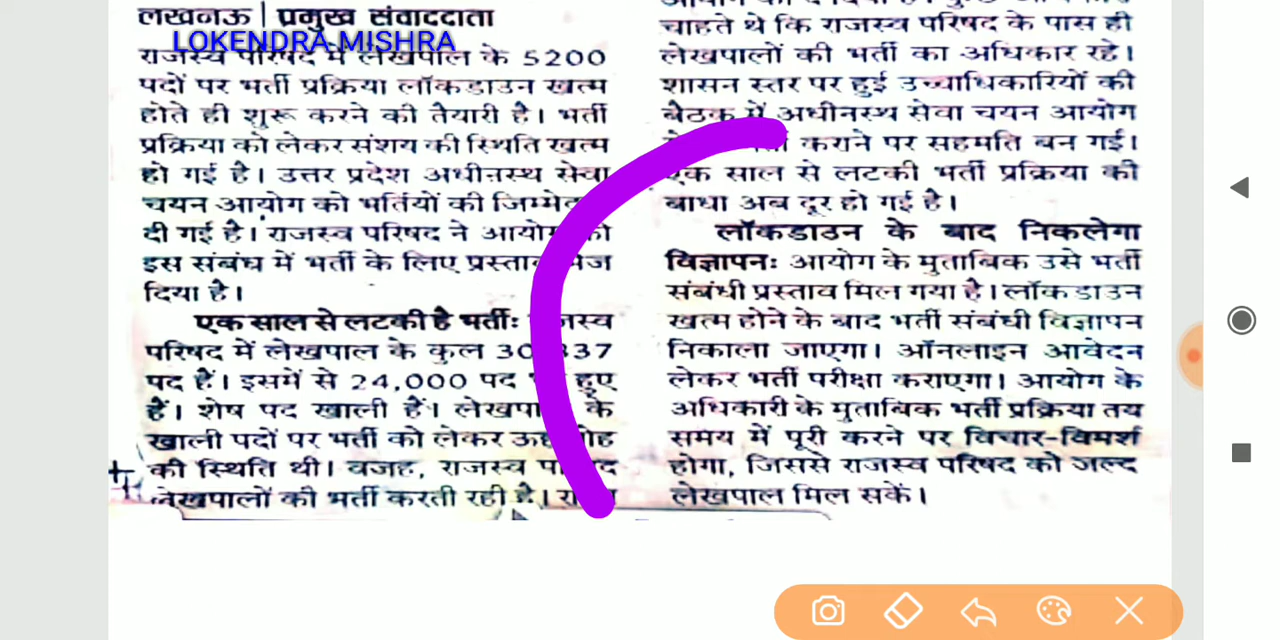 लखनऊ | प्रमुख संवाददाता
LOKENDRA MISHRA
राजस्व परिषद में लेखपाल के 5200
पदों पर भर्ती प्रक्रिया लॉकडाउन खत्म
होते ही शुरू करने की तैयारी है। भर्ती
प्रक्रिया को लेकर संशय की स्थिति खत्म
हो गई है। उत्तर प्रदेश अधीनस्थ सेवा
चयन आयोग को भर्तियों की
दी गई है। राजस्व परिषद ने आयोग को
इस संबंध में भर्ती के लिए प्रस्ताव भेज
दिया है।
एक साल से लटकी है भर्ती: राजस्व
परिषद में लेखपाल के कुल
पद हैं। इसमें से 24,000 पद हुए
हैं। शेष पद खाली हैं। लेखपाल के
खाली पदों पर भर्ती को लेकर ऊहापोह
की स्थिति थी। वजह, राजस्व परिषद
लेखपालों की भर्ती करती रही है।
चाहते थे कि राजस्व परिषद के पास ही
लेखपालों की भर्ती का अधिकार रहे।
शासन स्तर पर हुई उच्चाधिकारियों की
बैठक में अधीनस्थ सेवा चयन आयोग
कराने पर सहमति बन गई।
एक साल से लटकी भर्ती प्रक्रिया की
बाधा अब दूर हो गई है।
लॉकडाउन के बाद निकलेगा
विज्ञापन: आयोग के मुताबिक उसे भर्ती
संबंधी प्रस्ताव मिल गया है। लॉकडाउन
खत्म होने के बाद भर्ती संबंधी विज्ञापन
निकाला जाएगा। ऑनलाइन आवेदन
लेकर भर्ती परीक्षा कराएगा। आयोग के
अधिकारी के मुताबिक भर्ती प्रक्रिया तय
समय में पूरी करने पर विचार-विमर्श
होगा, जिससे राजस्व परिषद को जल्द
लेखपाल मिल सकें।